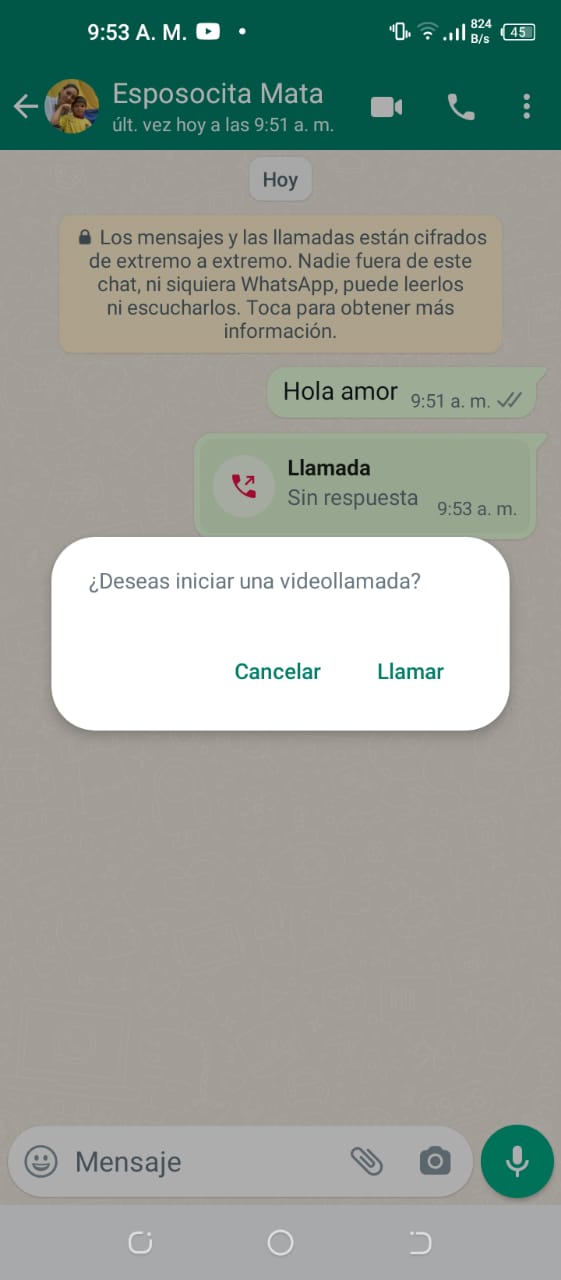 9:53 A. M.
824
B/s
45
Esposocita Mata
últ. vez hoy a las 9:51 a. m.
Hoy
Los mensajes y las llamadas están cifrados
de extremo a extremo. Nadie fuera de este
chat, ni siquiera WhatsApp, puede leerlos
ni escucharlos. Toca para obtener más
información.
Hola amor 9:51 a. m.
Llamada
Sin respuesta 9:53 a. m.
¿Deseas iniciar una videollamada?
Cancelar Llamar
Mensaje